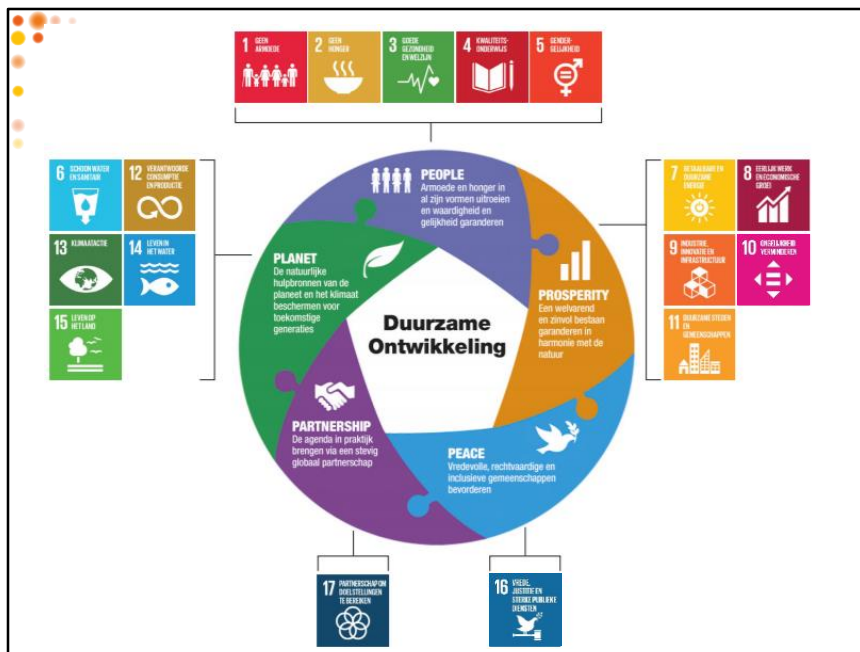 1 GEEN
ARMOEDE
2 GEEN
HONGER
3 GOEDE
GEZONDHEID
EN WELZIJN
4 KWALITEITS-
ONDERWIJS
5 GENDER-
GELIJKHEID
6 SCHOON WATER
EN SANITAIR
12 VERANTWOORDE
CONSUMPTIE
EN PRODUCTIE
13 KLIMAATACTIE
14 LEVEN IN
HET WATER
15 LEVEN OP
HET LAND
PEOPLE
Armoede en honger in
al zijn vormen uitroeien
en waardigheid en
gelijkheid garanderen
PLANET
De natuurlijke
hulpbronnen van de
planeet en het klimaat
beschermen voor
toekomstige
generaties
Duurzame
Ontwikkeling
PROSPERITY
Een welvarend
en zinvol bestaan
garanderen in
harmonie met de
natuur
7 BETAALBARE EN
DUURZAME
ENERGIE
8 EERLIJK WERK
EN ECONOMISCHE
GROEI
9 INDUSTRIE,
INNOVATIE EN
INFRASTRUCTUUR
10 ONGELIJKHEID
VERMINDEREN
11 DUURZAME STEDEN
EN
GEMEENSCHAPPEN
PARTNERSHIP
De agenda in praktijk
brengen via een stevig
globaal partnerschap
PEACE
Vredevolle, rechtvaardige en
inclusieve gemeenschappen
bevorderen
17 PARTNERSCHAP OM
DOELSTELLINGEN
TE BEREIKEN
16 VREDE,
JUSTITIE EN
STERKE PUBLIEKE
DIENSTEN